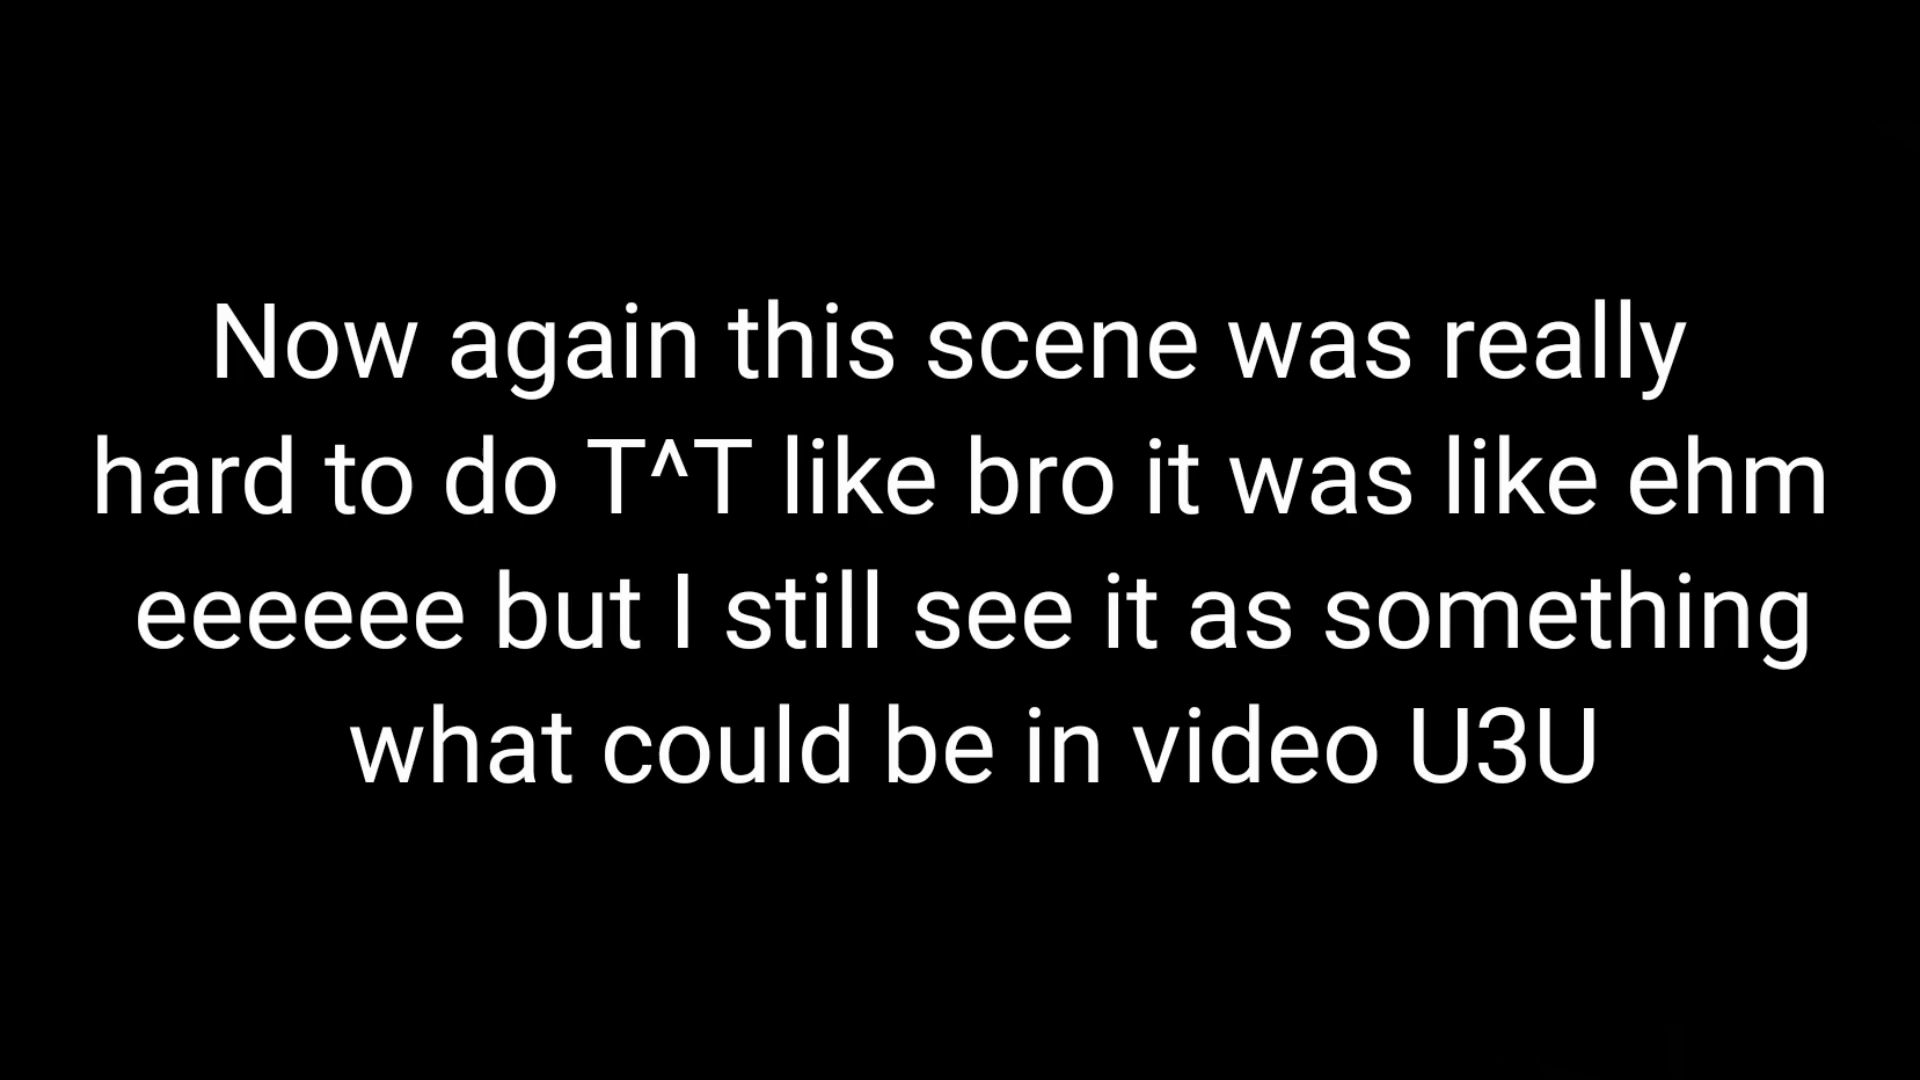 Now again this scene was really
hard to do T^T like bro it was like ehm
eeeeee but I still see it as something
what could be in video U3U